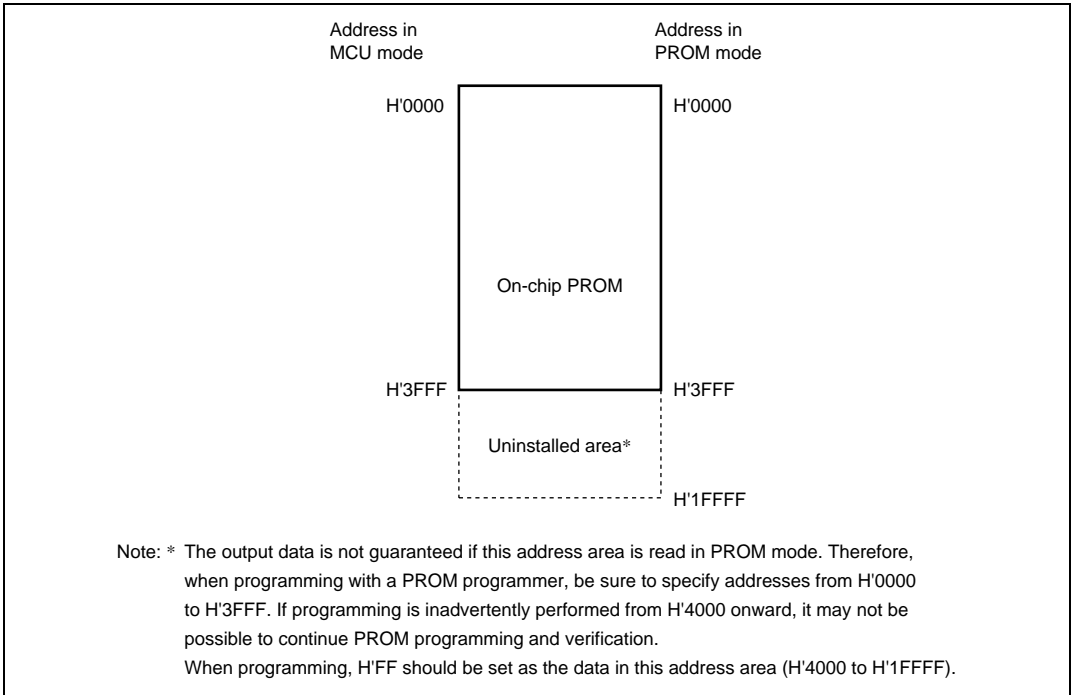 Address in
MCU mode
Address in
PROM mode
H'0000
H'0000
On-chip PROM
H'3FFF
H'3FFF
Uninstalled area*
H'1FFFF
Note: * The output data is not guaranteed if this address area is read in PROM mode. Therefore,
when programming with a PROM programmer, be sure to specify addresses from H'0000
to H'3FFF. If programming is inadvertently performed from H'4000 onward, it may not be
possible to continue PROM programming and verification.
When programming, H'FF should be set as the data in this address area (H'4000 to H'1FFFF).